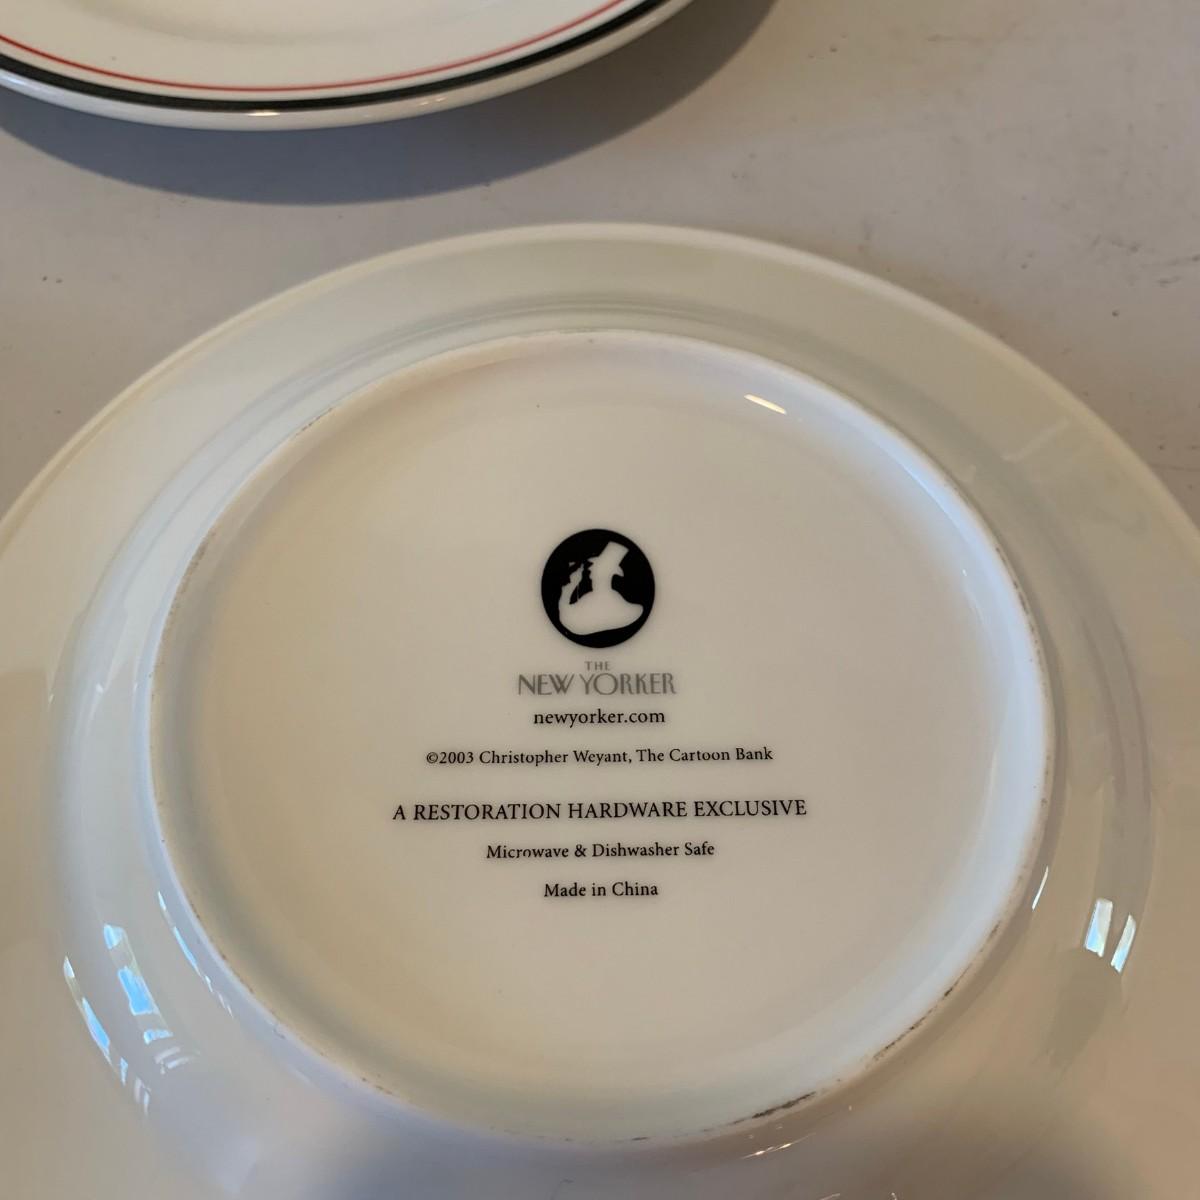 THE
NEW YORKER
newyorker.com
©2003 Christopher Weyant, The Cartoon Bank
A RESTORATION HARDWARE EXCLUSIVE
Microwave & Dishwasher Safe
Made in China